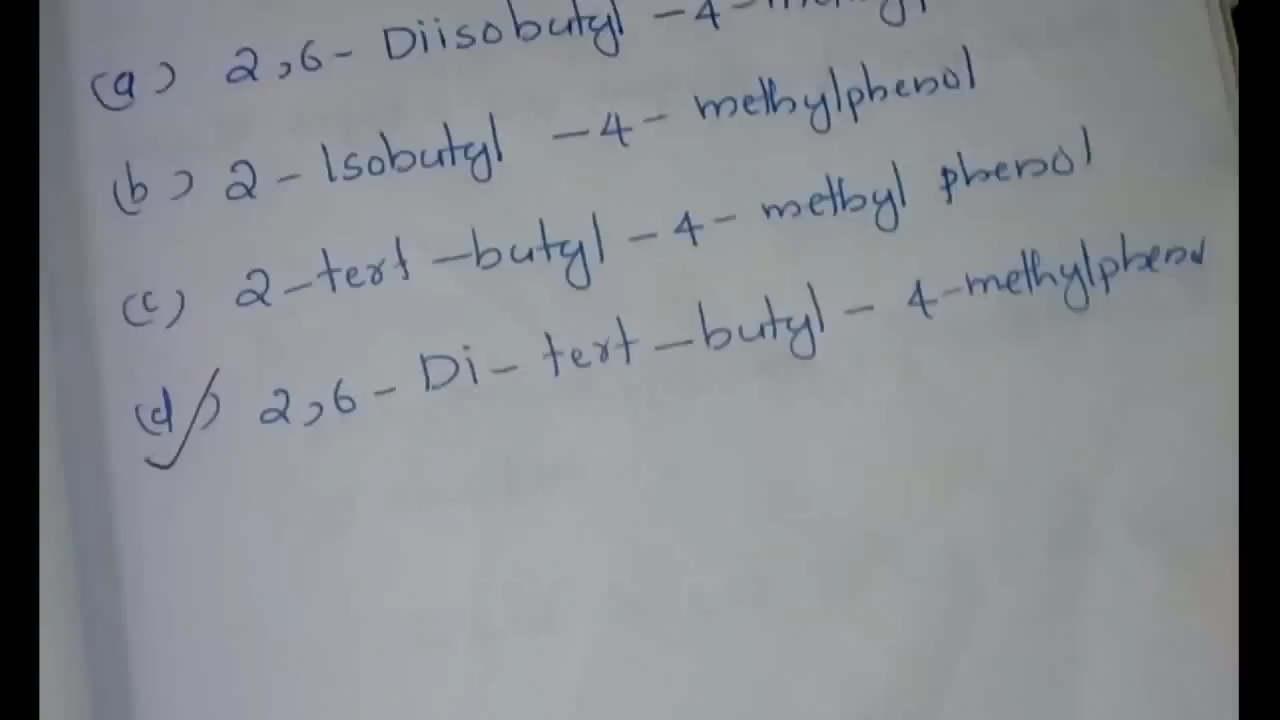 (a) 2,6- Diisobutyl -4-
(b) 2 - Isobutyl -4- methylphenol
(c) 2-tert -butyl -4- methyl phenol
(d) 2,6- Di- tert -butyl - 4-methylphenol